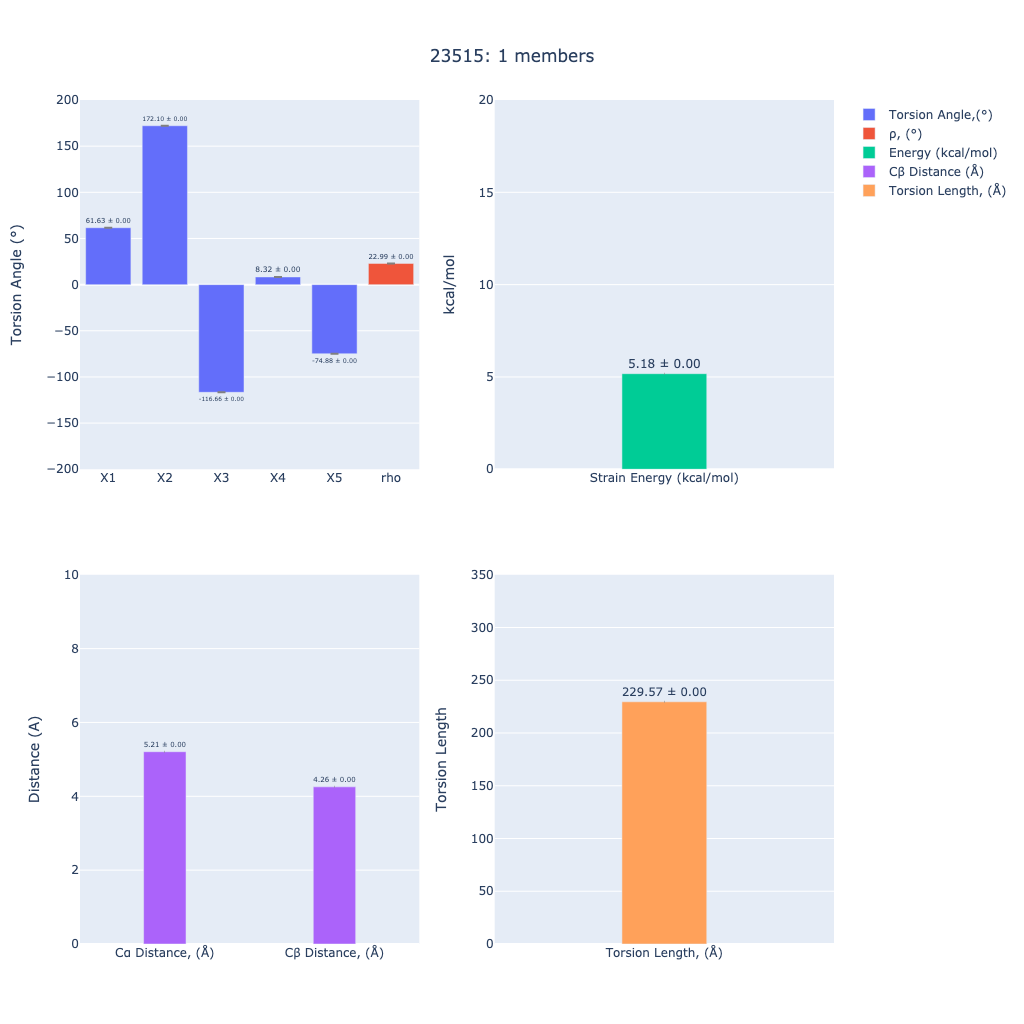 23515: 1 members
Torsion Angle (°)
200
150
100
50
0
−50
−100
−150
−200
61.63 ± 0.00
172.10 ± 0.00
-116.66 ± 0.00
8.32 ± 0.00
-74.88 ± 0.00
22.99 ± 0.00
X1 X2 X3 X4 X5 rho
kcal/mol
20
15
10
5
0
5.18 ± 0.00
Strain Energy (kcal/mol)
Torsion Angle,(°)
ρ, (°)
Energy (kcal/mol)
Cβ Distance (Å)
Torsion Length, (Å)
Distance (A)
10
8
6
4
2
0
5.21 ± 0.00
4.26 ± 0.00
Cα Distance, (Å) Cβ Distance, (Å)
Torsion Length
350
300
250
200
150
100
50
0
229.57 ± 0.00
Torsion Length, (Å)